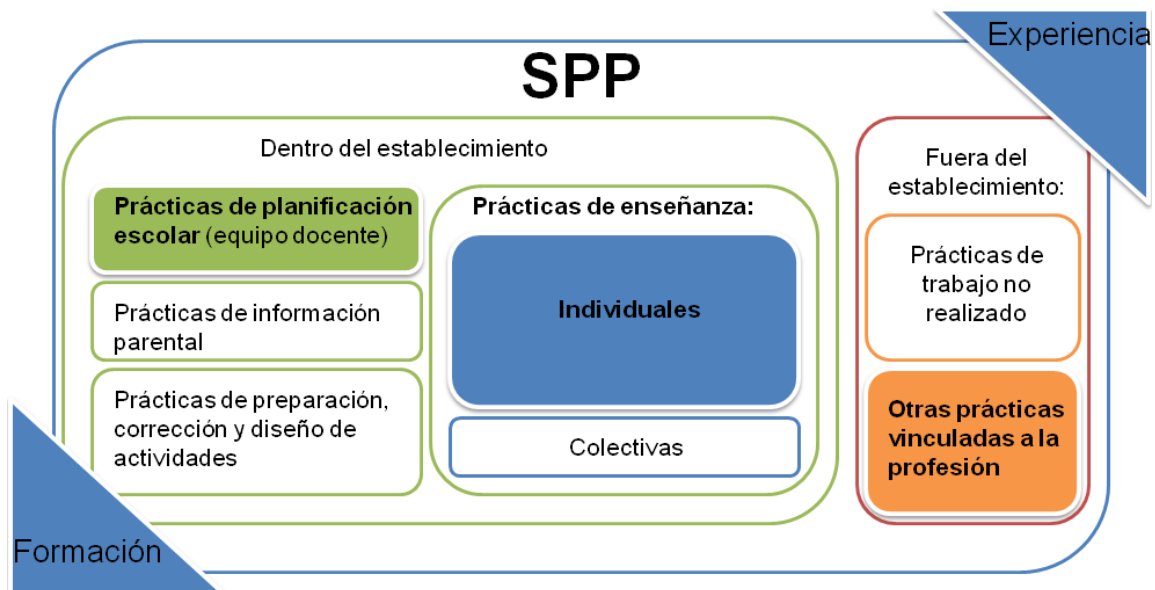 Experiencia
SPP
Dentro del establecimiento
Prácticas de planificación
escolar (equipo docente)
Prácticas de información
parental
Prácticas de preparación,
corrección y diseño de
actividades
Prácticas de enseñanza:
Individuales
Colectivas
Fuera del
establecimiento:
Prácticas de
trabajo no
realizado
Otras prácticas
vinculadas a la
profesión
Formación